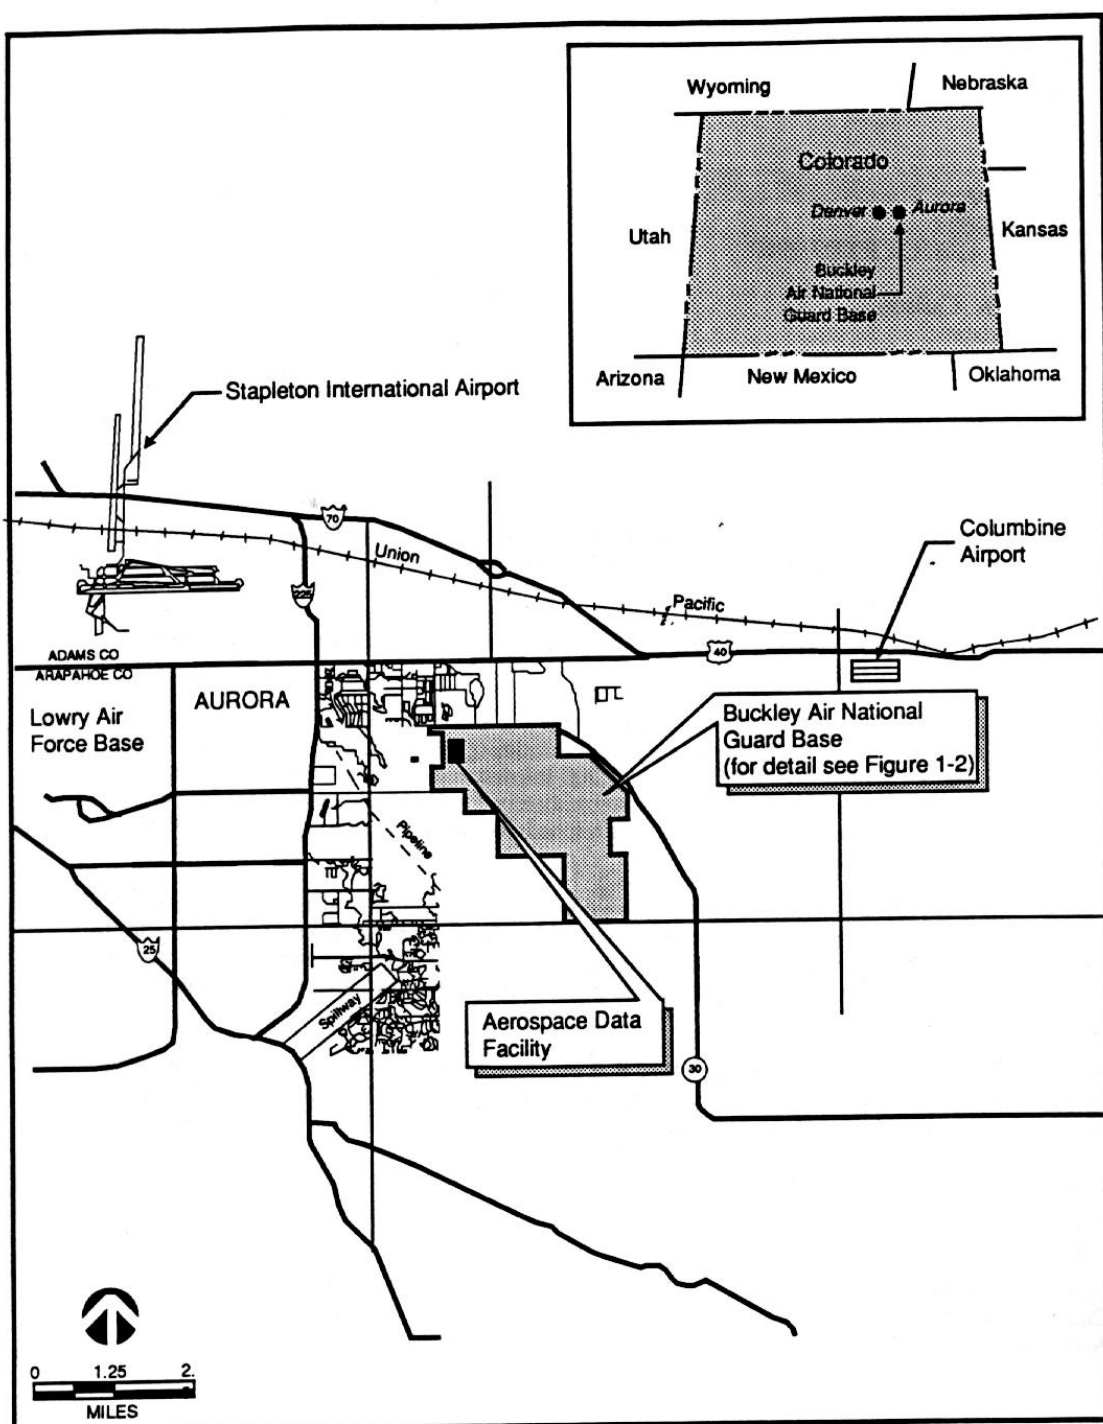 Wyoming
Nebraska
Colorado
Denver
Aurora
Utah
Kansas
Buckley
Air National
Guard Base
Arizona
New Mexico
Oklahoma
Stapleton International Airport
70
Union
Pacific
Columbine
Airport
225
40
ADAMS CO
ARAPAHOE CO
AURORA
Lowry Air
Force Base
Buckley Air National
Guard Base
(for detail see Figure 1-2)
Pipeline
25
Spillway
Aerospace Data
Facility
30
0 1.25 2.
MILES